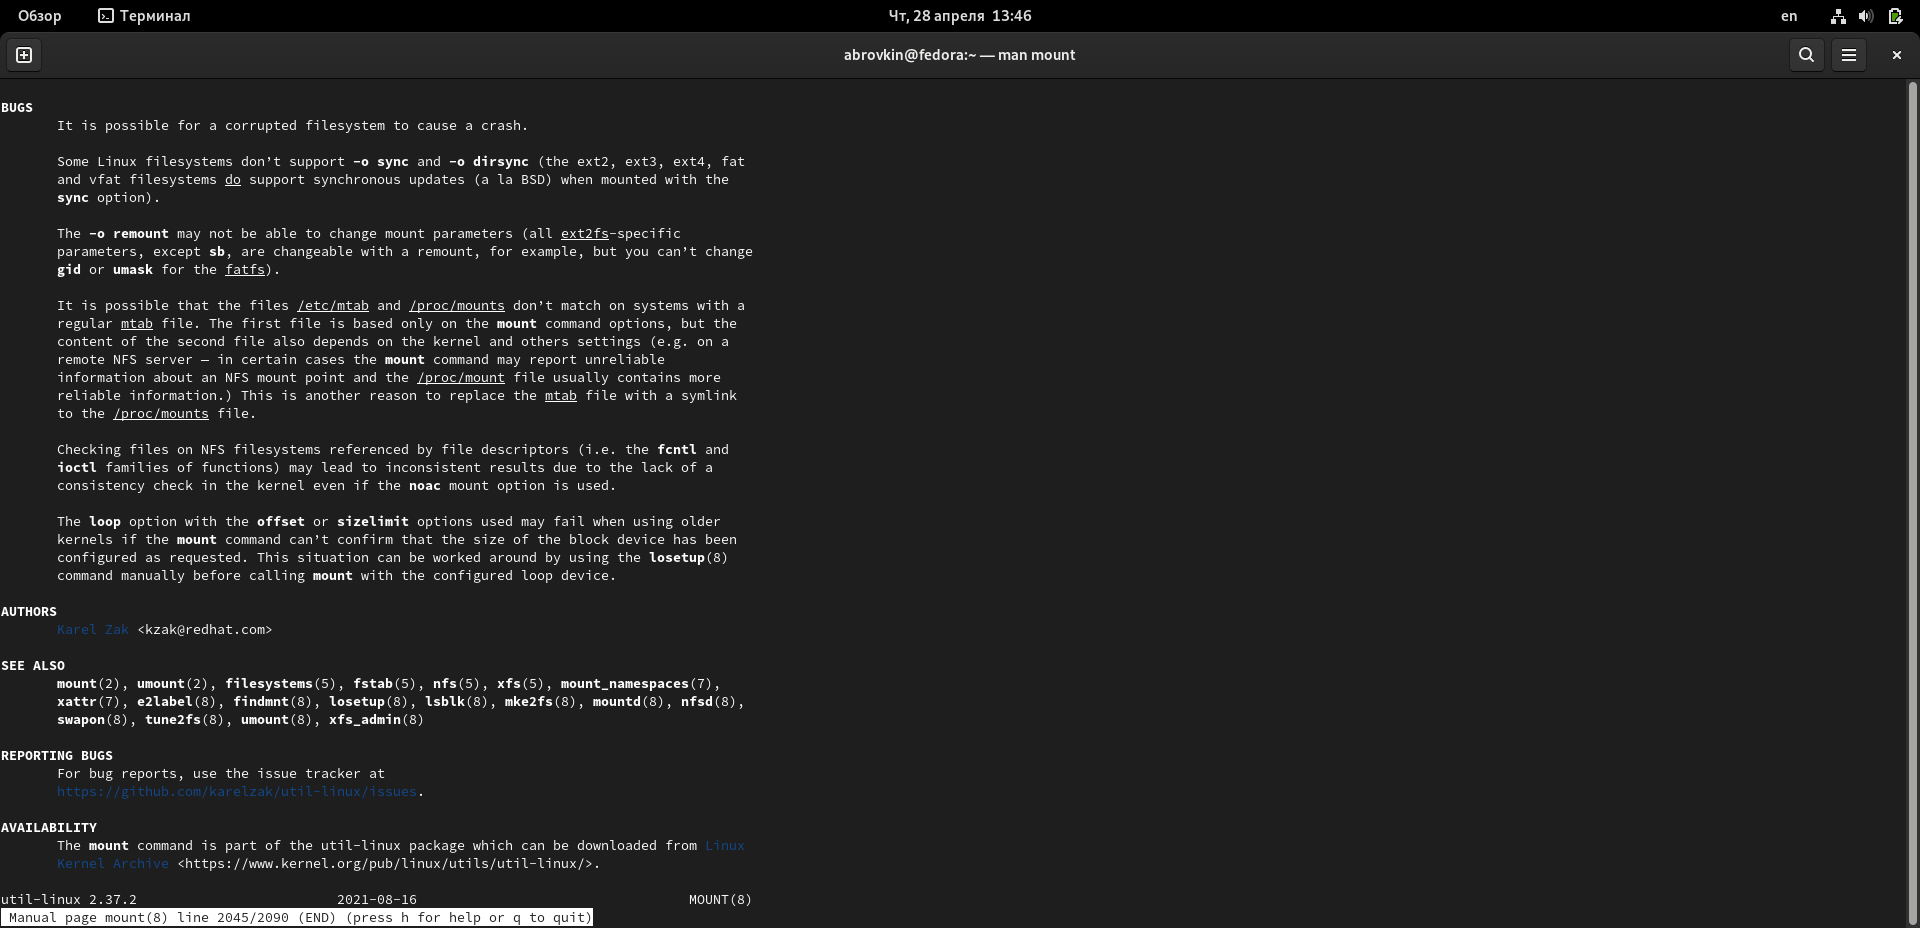 Обзор Терминал Чт, 28 апреля 13:46 en
abrovkin@fedora:~ — man mount
BUGS
It is possible for a corrupted filesystem to cause a crash.
Some Linux filesystems don’t support -o sync and -o dirsync (the ext2, ext3, ext4, fat
and vfat filesystems do support synchronous updates (a la BSD) when mounted with the
sync option).
The -o remount may not be able to change mount parameters (all ext2fs-specific
parameters, except sb, are changeable with a remount, for example, but you can’t change
gid or umask for the fatfs).
It is possible that the files /etc/mtab and /proc/mounts don’t match on systems with a
regular mtab file. The first file is based only on the mount command options, but the
content of the second file also depends on the kernel and others settings (e.g. on a
remote NFS server — in certain cases the mount command may report unreliable
information about an NFS mount point and the /proc/mount file usually contains more
reliable information.) This is another reason to replace the mtab file with a symlink
to the /proc/mounts file.
Checking files on NFS filesystems referenced by file descriptors (i.e. the fcntl and
ioctl families of functions) may lead to inconsistent results due to the lack of a
consistency check in the kernel even if the noac mount option is used.
The loop option with the offset or sizelimit options used may fail when using older
kernels if the mount command can’t confirm that the size of the block device has been
configured as requested. This situation can be worked around by using the losetup(8)
command manually before calling mount with the configured loop device.
AUTHORS
Karel Zak <kzak@redhat.com>
SEE ALSO
mount(2), umount(2), filesystems(5), fstab(5), nfs(5), xfs(5), mount_namespaces(7),
xattr(7), e2label(8), findmnt(8), losetup(8), lsblk(8), mke2fs(8), mountd(8), nfsd(8),
swapon(8), tune2fs(8), umount(8), xfs_admin(8)
REPORTING BUGS
For bug reports, use the issue tracker at
https://github.com/karelzak/util-linux/issues.
AVAILABILITY
The mount command is part of the util-linux package which can be downloaded from Linux
Kernel Archive <https://www.kernel.org/pub/linux/utils/util-linux/>.
util-linux 2.37.2 2021-08-16 MOUNT(8)
Manual page mount(8) line 2045/2090 (END) (press h for help or q to quit)